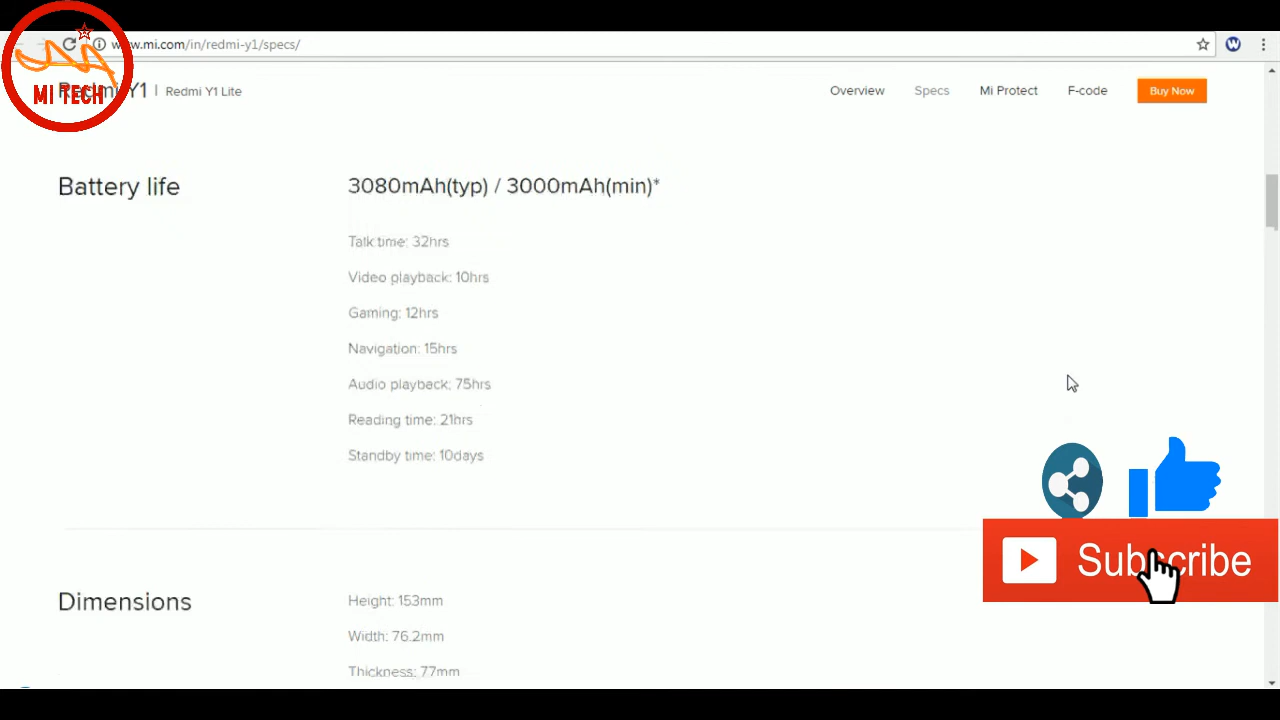 www.mi.com/in/redmi-y1/specs/
MI TECH
Redmi Y1 | Redmi Y1 Lite
Overview
Specs
Mi Protect
F-code
Buy Now
Battery life
3080mAh(typ) / 3000mAh(min)*
Talk time: 32hrs
Video playback: 10hrs
Gaming: 12hrs
Navigation: 15hrs
Audio playback: 75hrs
Reading time: 21hrs
Standby time: 10days
Subscribe
Dimensions
Height: 153mm
Width: 76.2mm
Thickness: 7.7mm